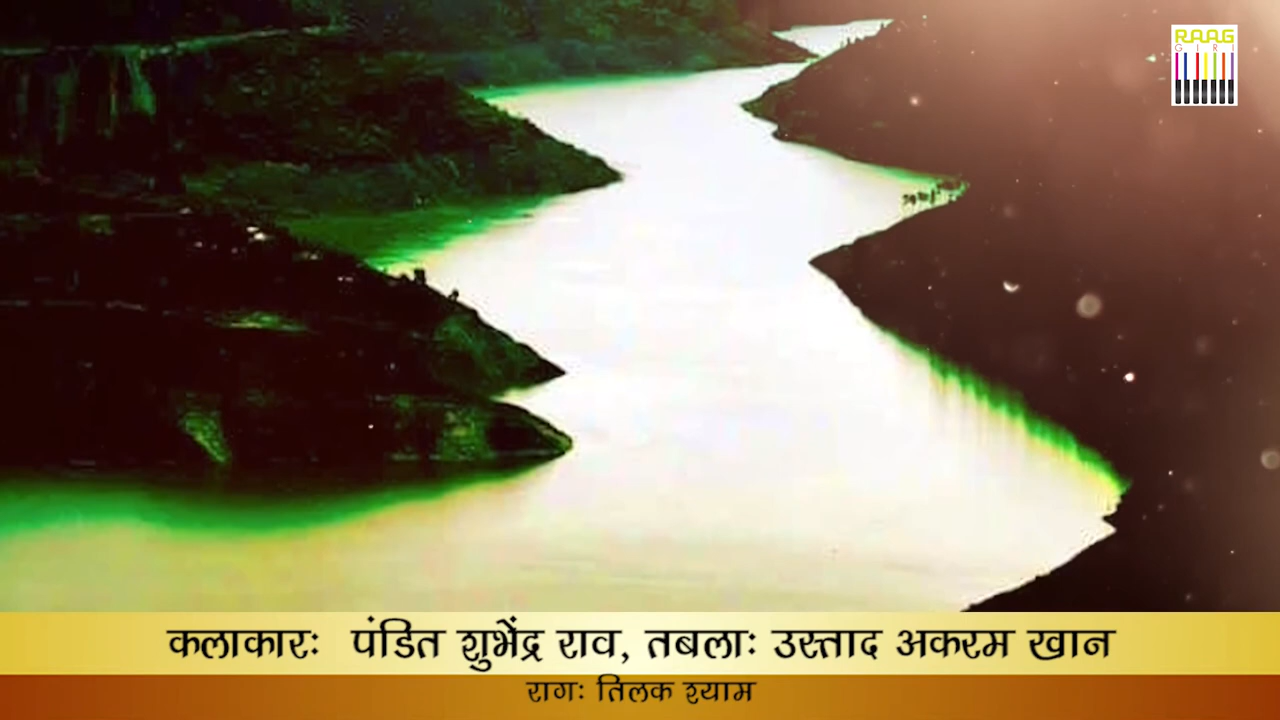 RAAG
GIRI
कलाकारः पंडित शुभेंद्र राव, तबलाः उस्ताद अकरम खान
रागः तिलक श्याम